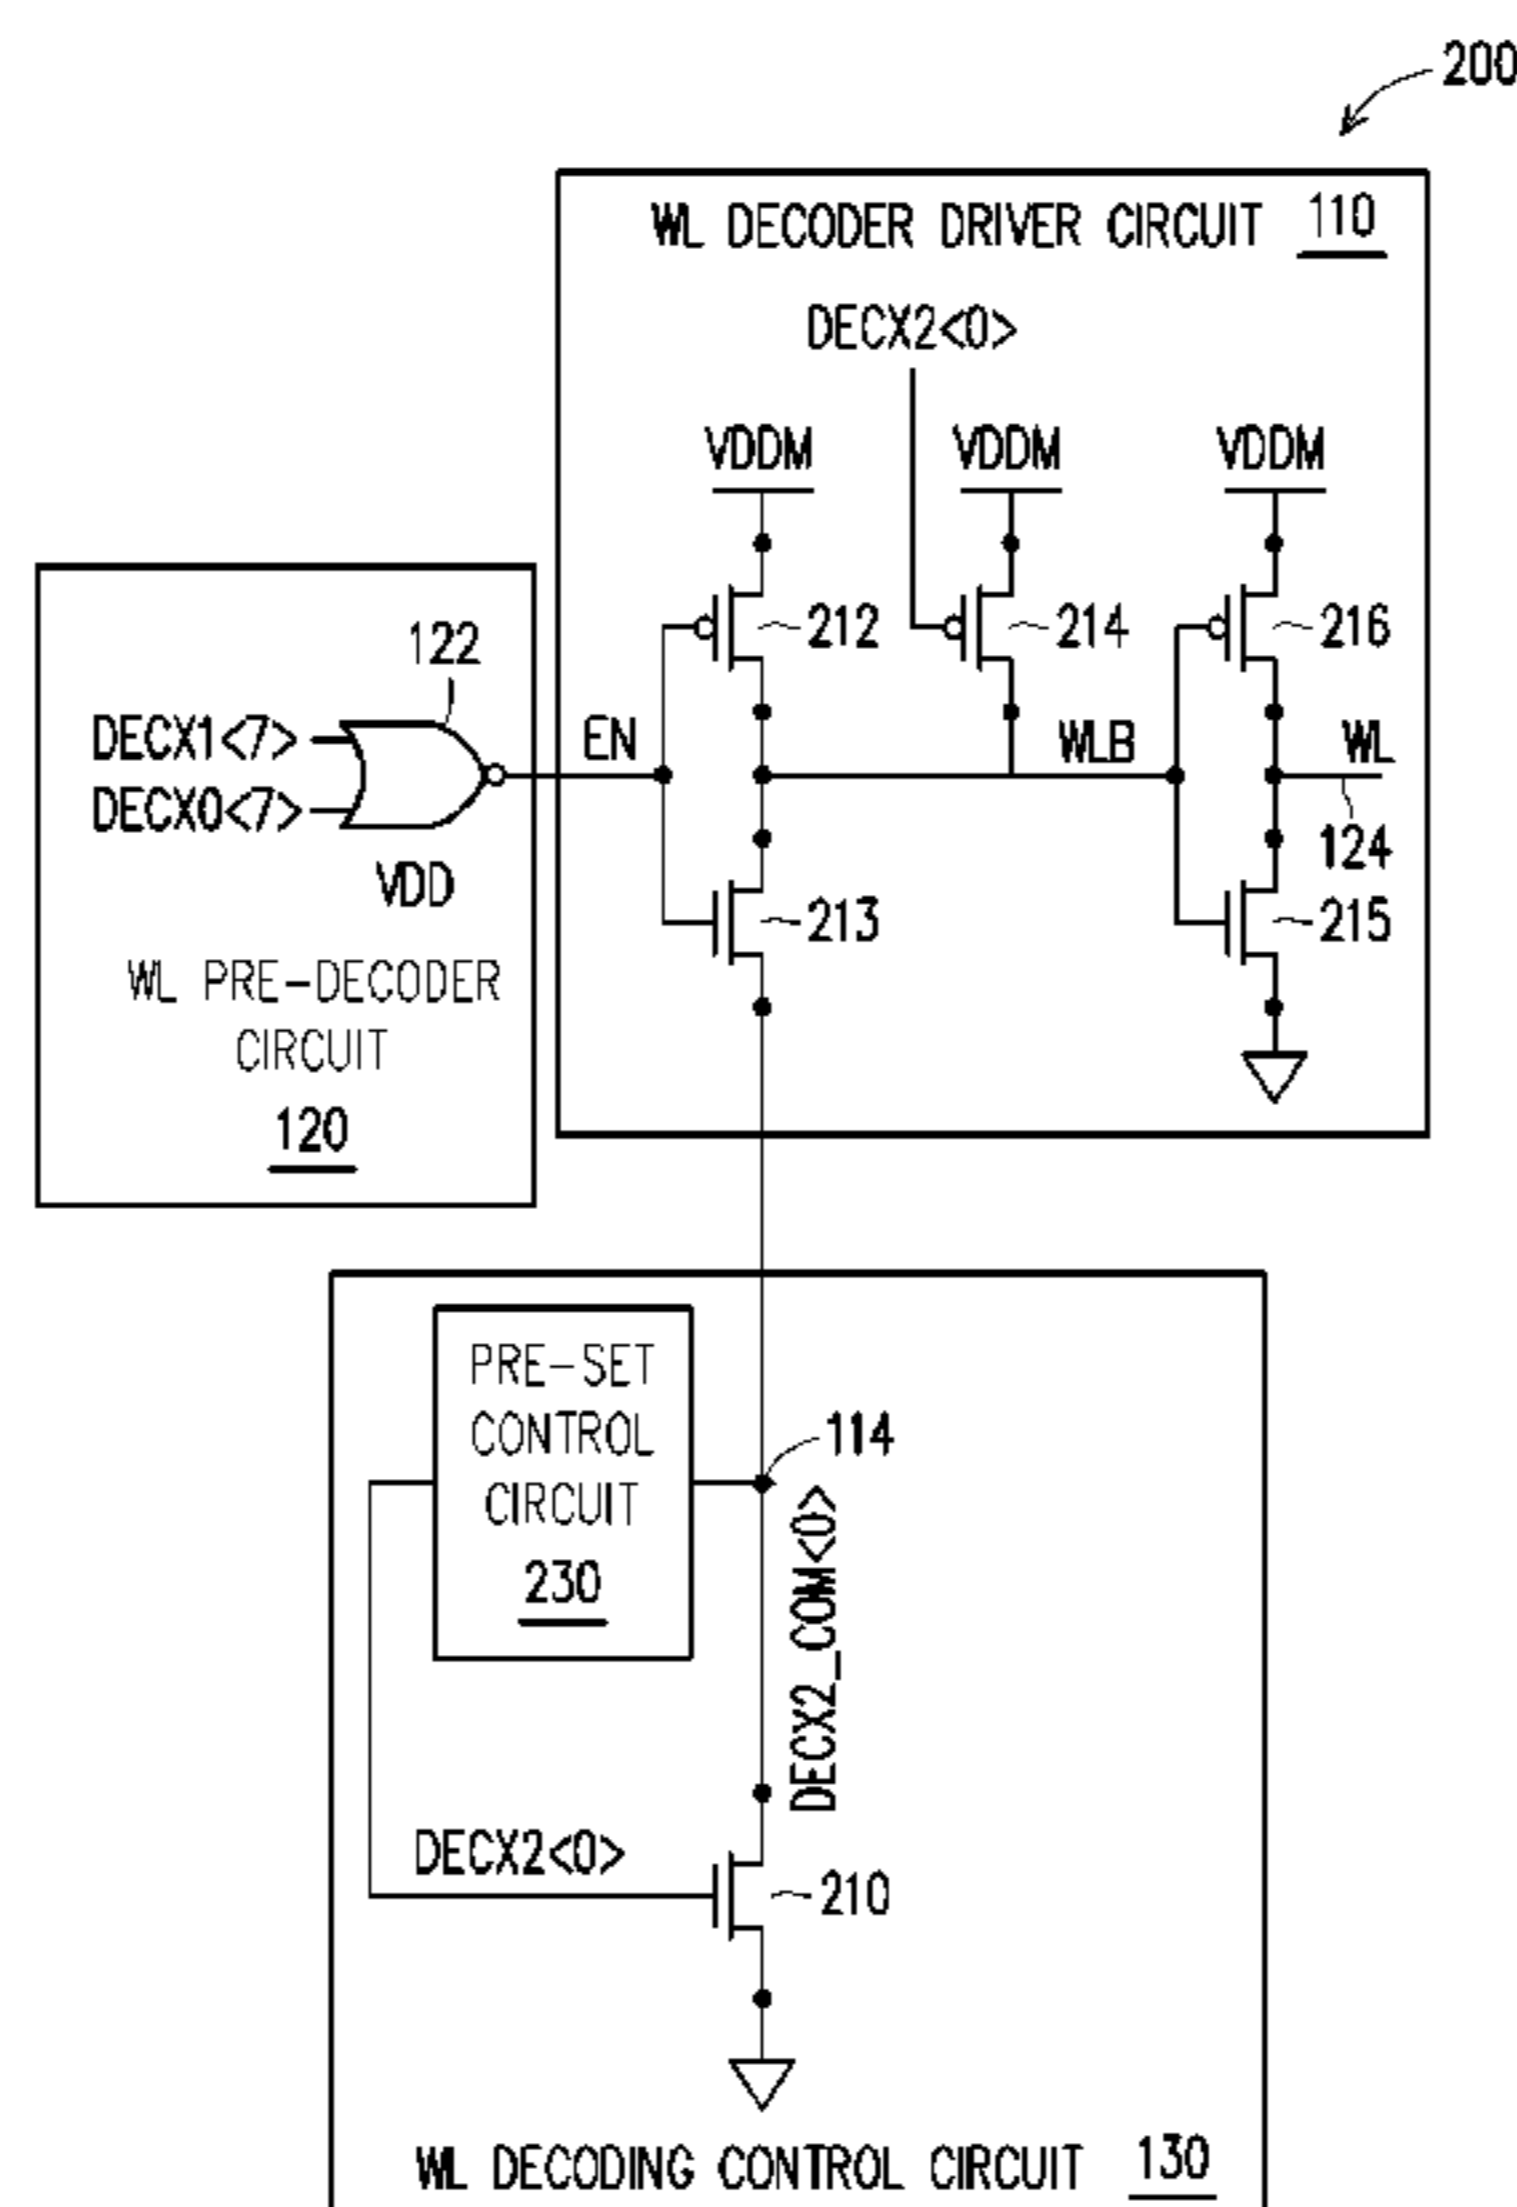 200
WL DECODER DRIVER CIRCUIT 110
DECX2<0>
VDDM VDDM VDDM
212 214 216
122
DECX1<7>
DECX0<7>
VDD
EN
WLB
WL
124
213 215
WL PRE-DECODER
CIRCUIT
120
PRE-SET
CONTROL
CIRCUIT
230
114
DECX2_COM<0>
DECX2<0>
210
WL DECODING CONTROL CIRCUIT 130